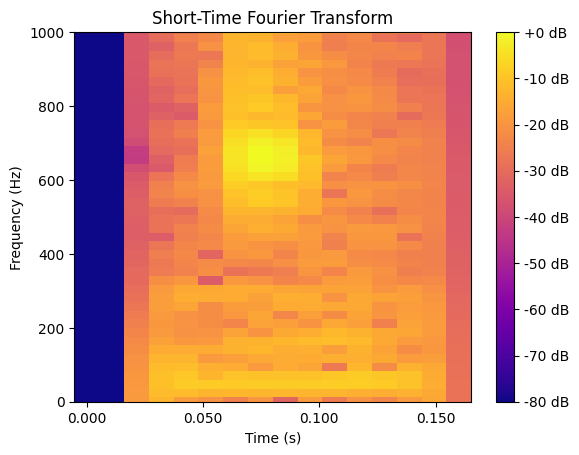 Short-Time Fourier Transform
1000
800
600
400
200
0
Frequency (Hz)
0.000
0.050
0.100
0.150
Time (s)
+0 dB
-10 dB
-20 dB
-30 dB
-40 dB
-50 dB
-60 dB
-70 dB
-80 dB